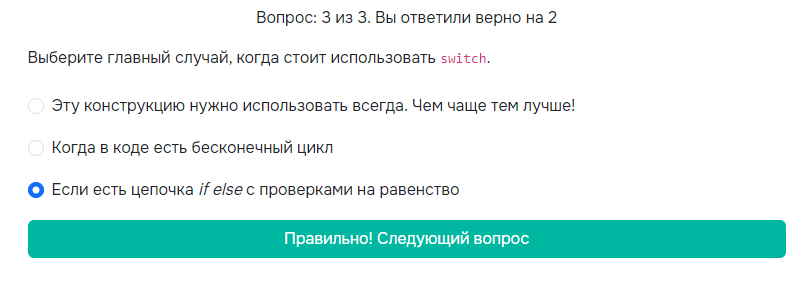 Вопрос: 3 из 3. Вы ответили верно на 2
Выберите главный случай, когда стоит использовать switch.
Эту конструкцию нужно использовать всегда. Чем чаще тем лучше!
Когда в коде есть бесконечный цикл
Если есть цепочка if else с проверками на равенство
Правильно! Следующий вопрос